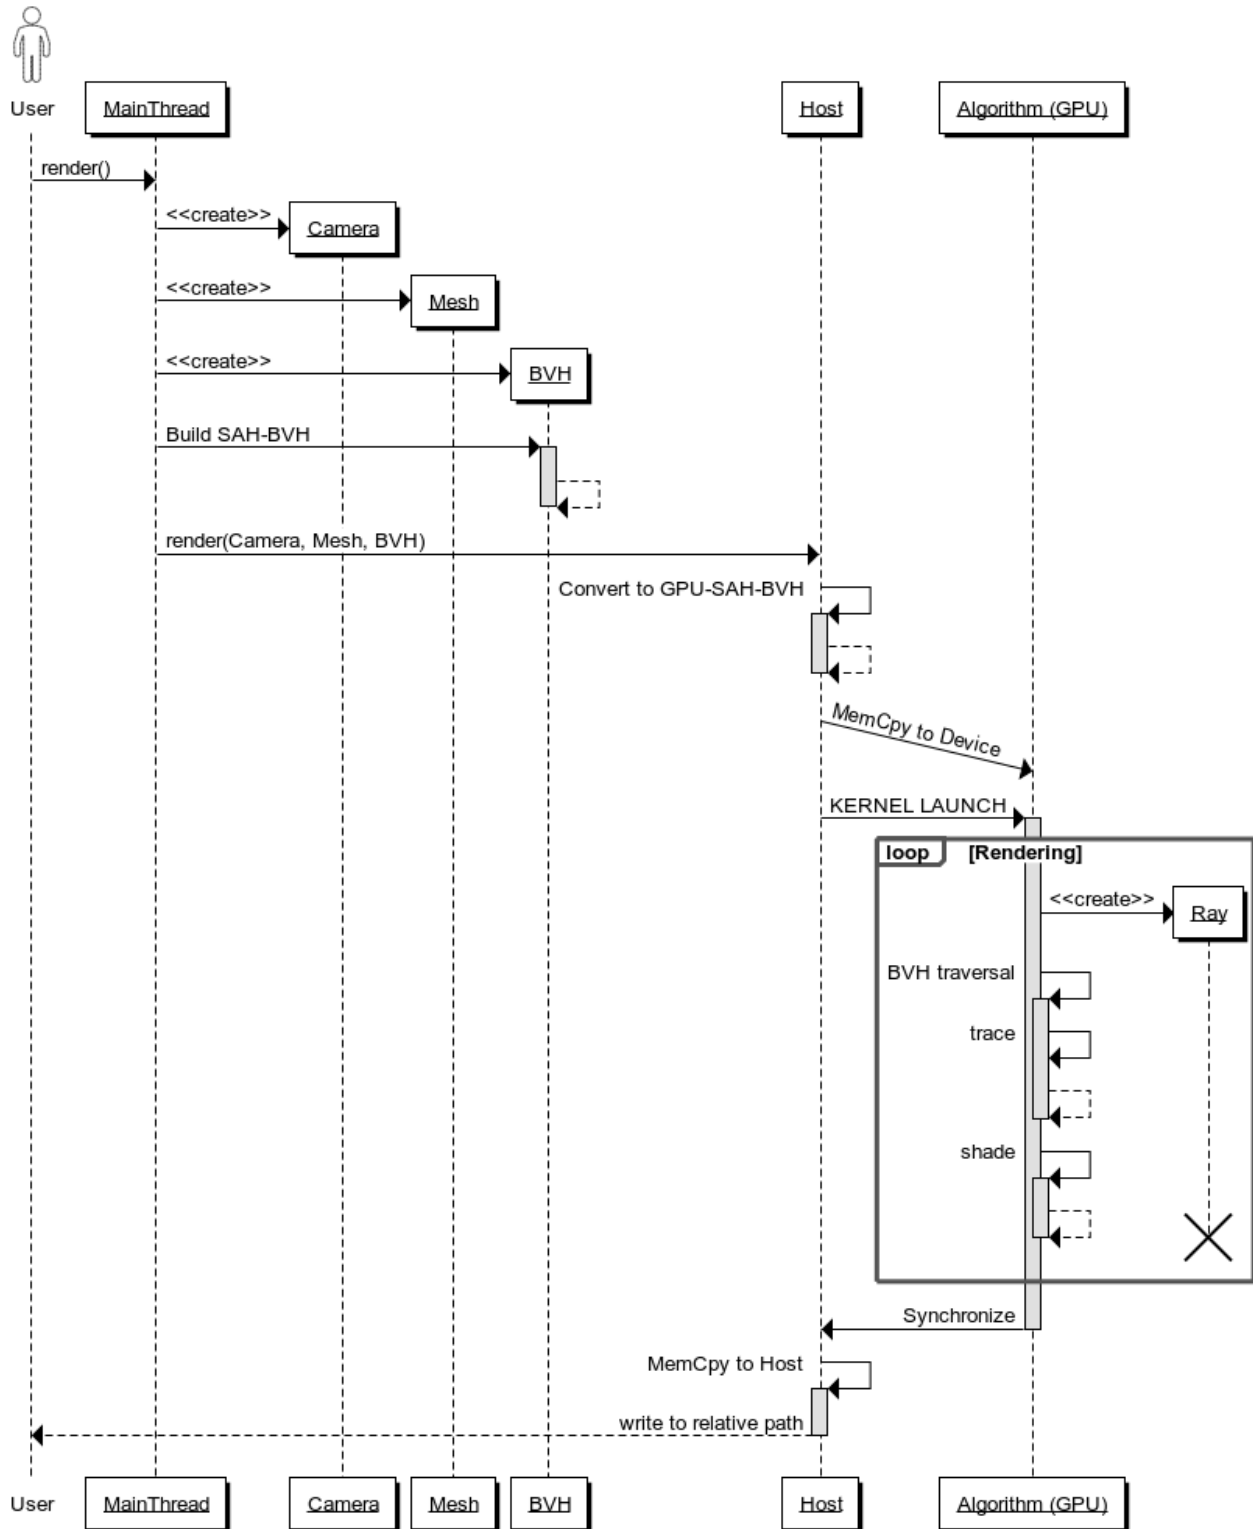 User
MainThread
Host
Algorithm (GPU)
render()
<<create>>
Camera
<<create>>
Mesh
<<create>>
BVH
Build SAH-BVH
render(Camera, Mesh, BVH)
Convert to GPU-SAH-BVH
MemCpy to Device
KERNEL LAUNCH
loop [Rendering]
<<create>>
Ray
BVH traversal
trace
shade
Synchronize
MemCpy to Host
write to relative path
User
MainThread
Camera
Mesh
BVH
Host
Algorithm (GPU)